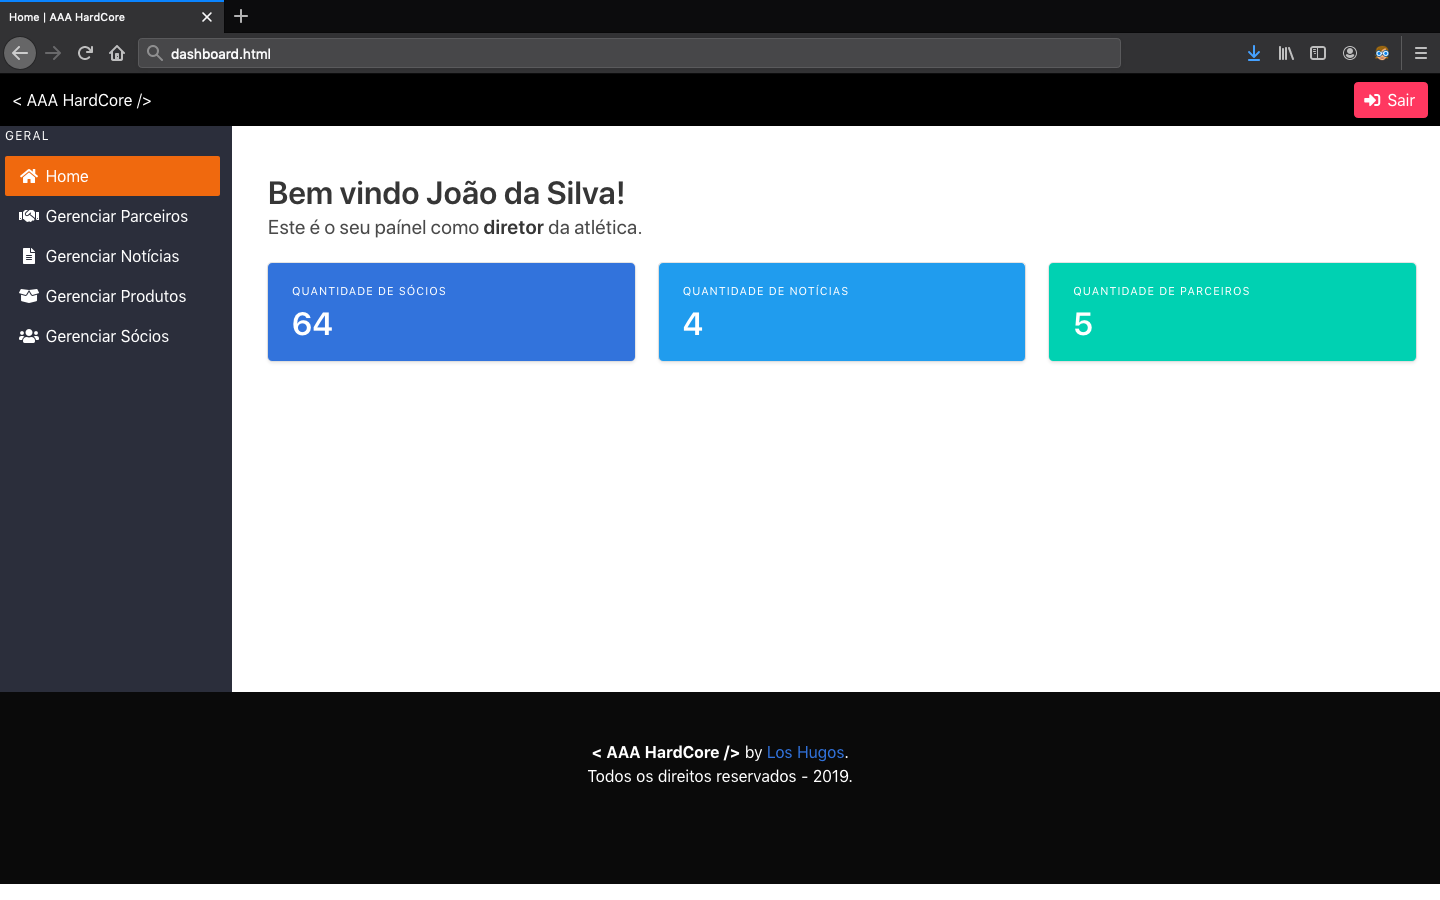 Home | AAA HardCore
dashboard.html
< AAA HardCore />
Sair
GERAL
Home
Gerenciar Parceiros
Gerenciar Notícias
Gerenciar Produtos
Gerenciar Sócios
Bem vindo João da Silva!
Este é o seu paínel como diretor da atlética.
QUANTIDADE DE SÓCIOS
64
QUANTIDADE DE NOTÍCIAS
4
QUANTIDADE DE PARCEIROS
5
< AAA HardCore /> by Los Hugos.
Todos os direitos reservados - 2019.